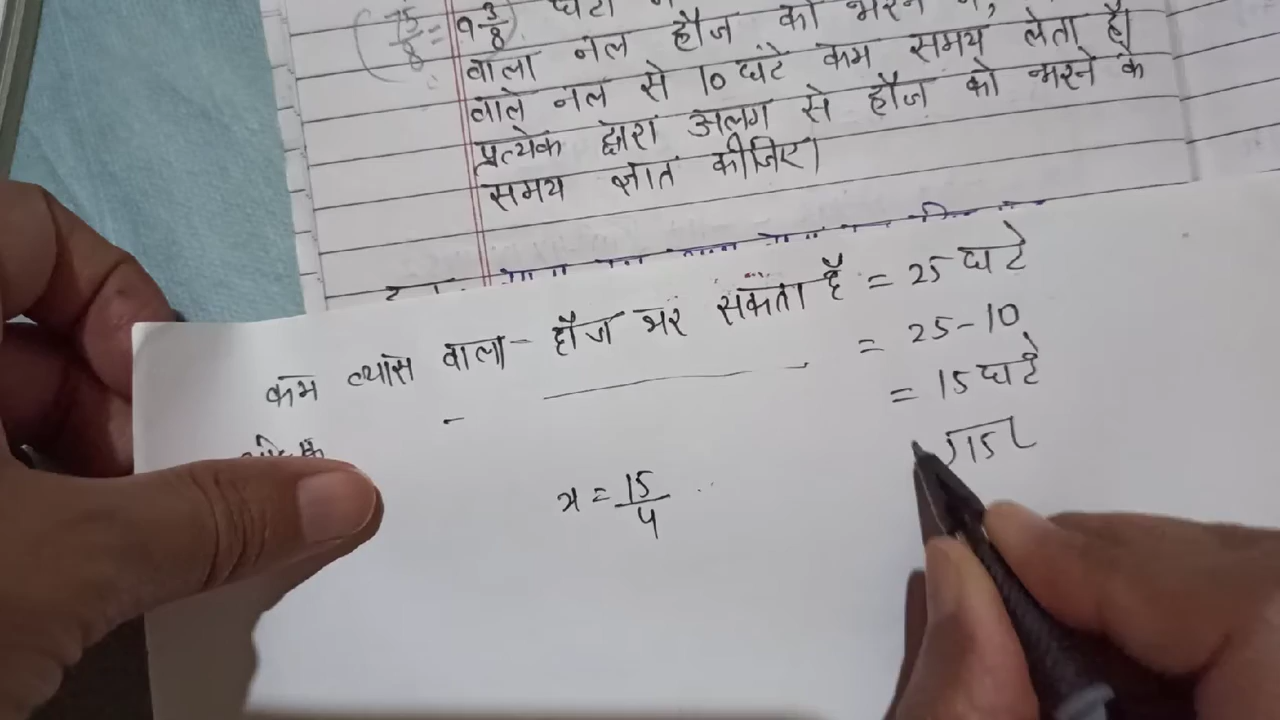 (75/8 = 9 3/8)
वाला नल हौज को भरने में,
वाले नल से 10 घंटे कम समय लेता है।
प्रत्येक द्वारा अलग से हौज को भरने के
समय ज्ञात कीजिए।
कम व्यास वाला - हौज भर सकता है = 25 घंटे
= 25-10
= 15 घंटे
x = 15/4